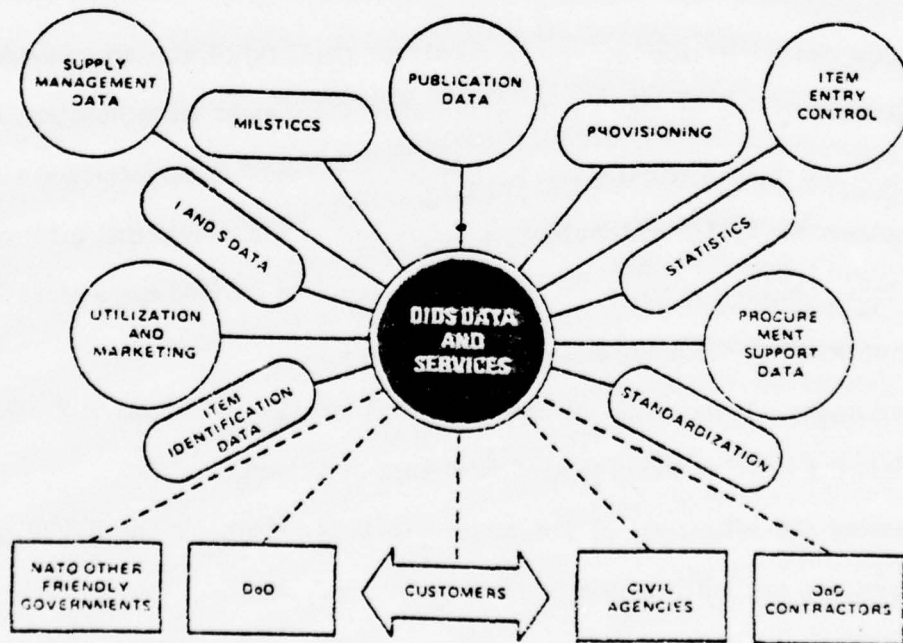 SUPPLY
MANAGEMENT
DATA
MILSTICCS
PUBLICATION
DATA
PROVISIONING
ITEM
ENTRY
CONTROL
I AND S DATA
STATISTICS
UTILIZATION
AND
MARKETING
DIDS DATA
AND
SERVICES
PROCURE
MENT
SUPPORT
DATA
ITEM
IDENTIFICATION
DATA
STANDARDIZATION
NATO OTHER
FRIENDLY
GOVERNMENTS
DoD
CUSTOMERS
CIVIL
AGENCIES
DoD
CONTRACTORS